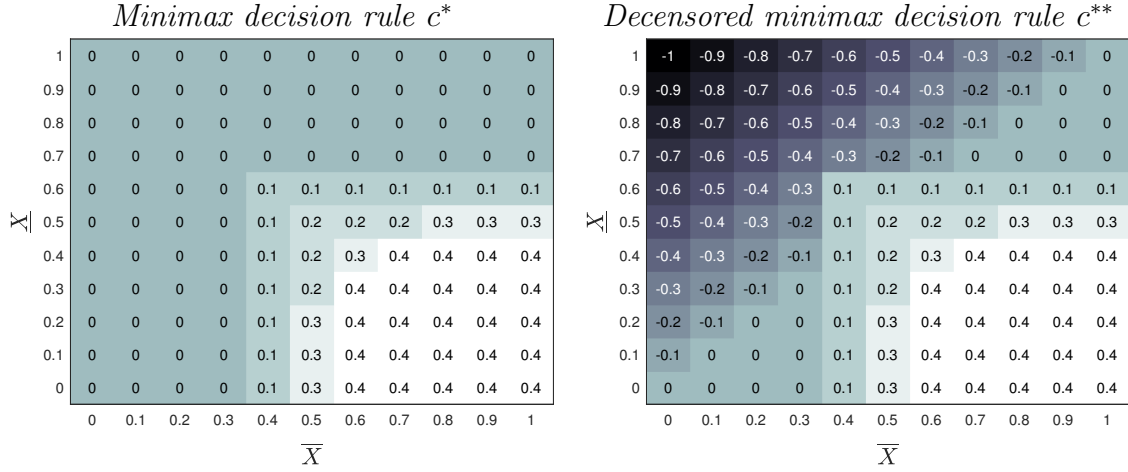 Minimax decision rule c*
1 0 0 0 0 0 0 0 0 0 0 0
0.9 0 0 0 0 0 0 0 0 0 0 0
0.8 0 0 0 0 0 0 0 0 0 0 0
0.7 0 0 0 0 0 0 0 0 0 0 0
0.6 0 0 0 0 0.1 0.1 0.1 0.1 0.1 0.1 0.1
0.5 0 0 0 0 0.1 0.2 0.2 0.2 0.3 0.3 0.3
0.4 0 0 0 0 0.1 0.2 0.3 0.4 0.4 0.4 0.4
0.3 0 0 0 0 0.1 0.2 0.4 0.4 0.4 0.4 0.4
0.2 0 0 0 0 0.1 0.3 0.4 0.4 0.4 0.4 0.4
0.1 0 0 0 0 0.1 0.3 0.4 0.4 0.4 0.4 0.4
0 0 0 0 0 0.1 0.3 0.4 0.4 0.4 0.4 0.4
0 0.1 0.2 0.3 0.4 0.5 0.6 0.7 0.8 0.9 1
X̲
X̅
Decensored minimax decision rule c**
1 -1 -0.9 -0.8 -0.7 -0.6 -0.5 -0.4 -0.3 -0.2 -0.1 0
0.9 -0.9 -0.8 -0.7 -0.6 -0.5 -0.4 -0.3 -0.2 -0.1 0 0
0.8 -0.8 -0.7 -0.6 -0.5 -0.4 -0.3 -0.2 -0.1 0 0 0
0.7 -0.7 -0.6 -0.5 -0.4 -0.3 -0.2 -0.1 0 0 0 0
0.6 -0.6 -0.5 -0.4 -0.3 0.1 0.1 0.1 0.1 0.1 0.1 0.1
0.5 -0.5 -0.4 -0.3 -0.2 0.1 0.2 0.2 0.2 0.3 0.3 0.3
0.4 -0.4 -0.3 -0.2 -0.1 0.1 0.2 0.3 0.4 0.4 0.4 0.4
0.3 -0.3 -0.2 -0.1 0 0.1 0.2 0.4 0.4 0.4 0.4 0.4
0.2 -0.2 -0.1 0 0 0.1 0.3 0.4 0.4 0.4 0.4 0.4
0.1 -0.1 0 0 0 0.1 0.3 0.4 0.4 0.4 0.4 0.4
0 0 0 0 0 0.1 0.3 0.4 0.4 0.4 0.4 0.4
0 0.1 0.2 0.3 0.4 0.5 0.6 0.7 0.8 0.9 1
X̲
X̅